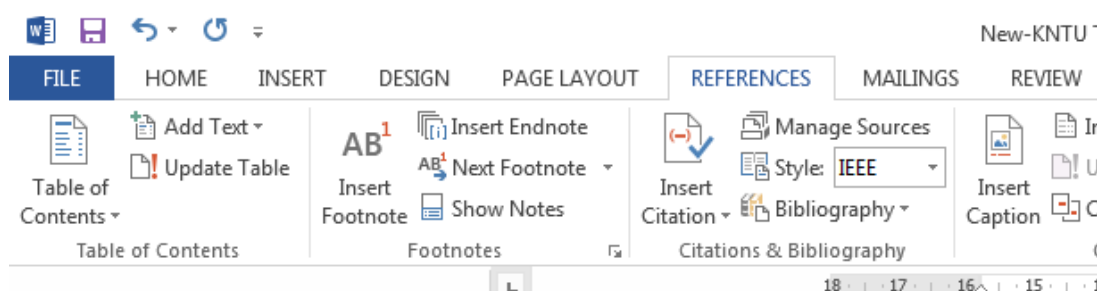 New-KNTU T
FILE HOME INSERT DESIGN PAGE LAYOUT REFERENCES MAILINGS REVIEW
Table of
Contents
Add Text
Update Table
Table of Contents
AB1
Insert
Footnote
[i] Insert Endnote
AB1 Next Footnote
Show Notes
Footnotes
(-)
Insert
Citation
Manage Sources
Style: IEEE
Bibliography
Citations & Bibliography
Insert
Caption
L
18 17 16 15